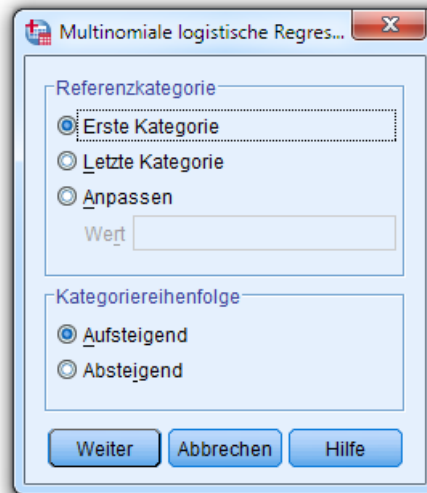 Multinomiale logistische Regres...
Referenzkategorie
Erste Kategorie
Letzte Kategorie
Anpassen
Wert
Kategoriereihenfolge
Aufsteigend
Absteigend
Weiter Abbrechen Hilfe